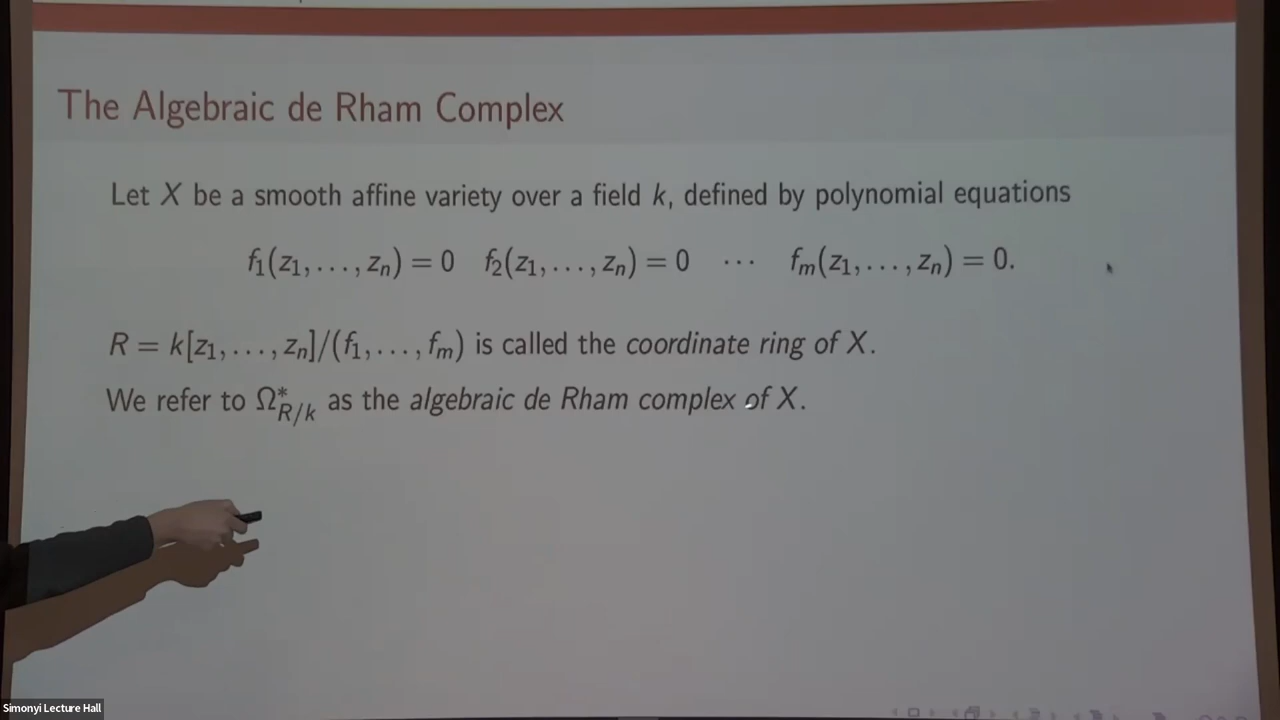 The Algebraic de Rham Complex
Let X be a smooth affine variety over a field k, defined by polynomial equations
f₁(z₁, . . . , zₙ) = 0 f₂(z₁, . . . , zₙ) = 0 ⋯ fₘ(z₁, . . . , zₙ) = 0.
R = k[z₁, . . . , zₙ]/(f₁, . . . , fₘ) is called the coordinate ring of X.
We refer to Ω*_{R/k} as the algebraic de Rham complex of X.
Simonyi Lecture Hall